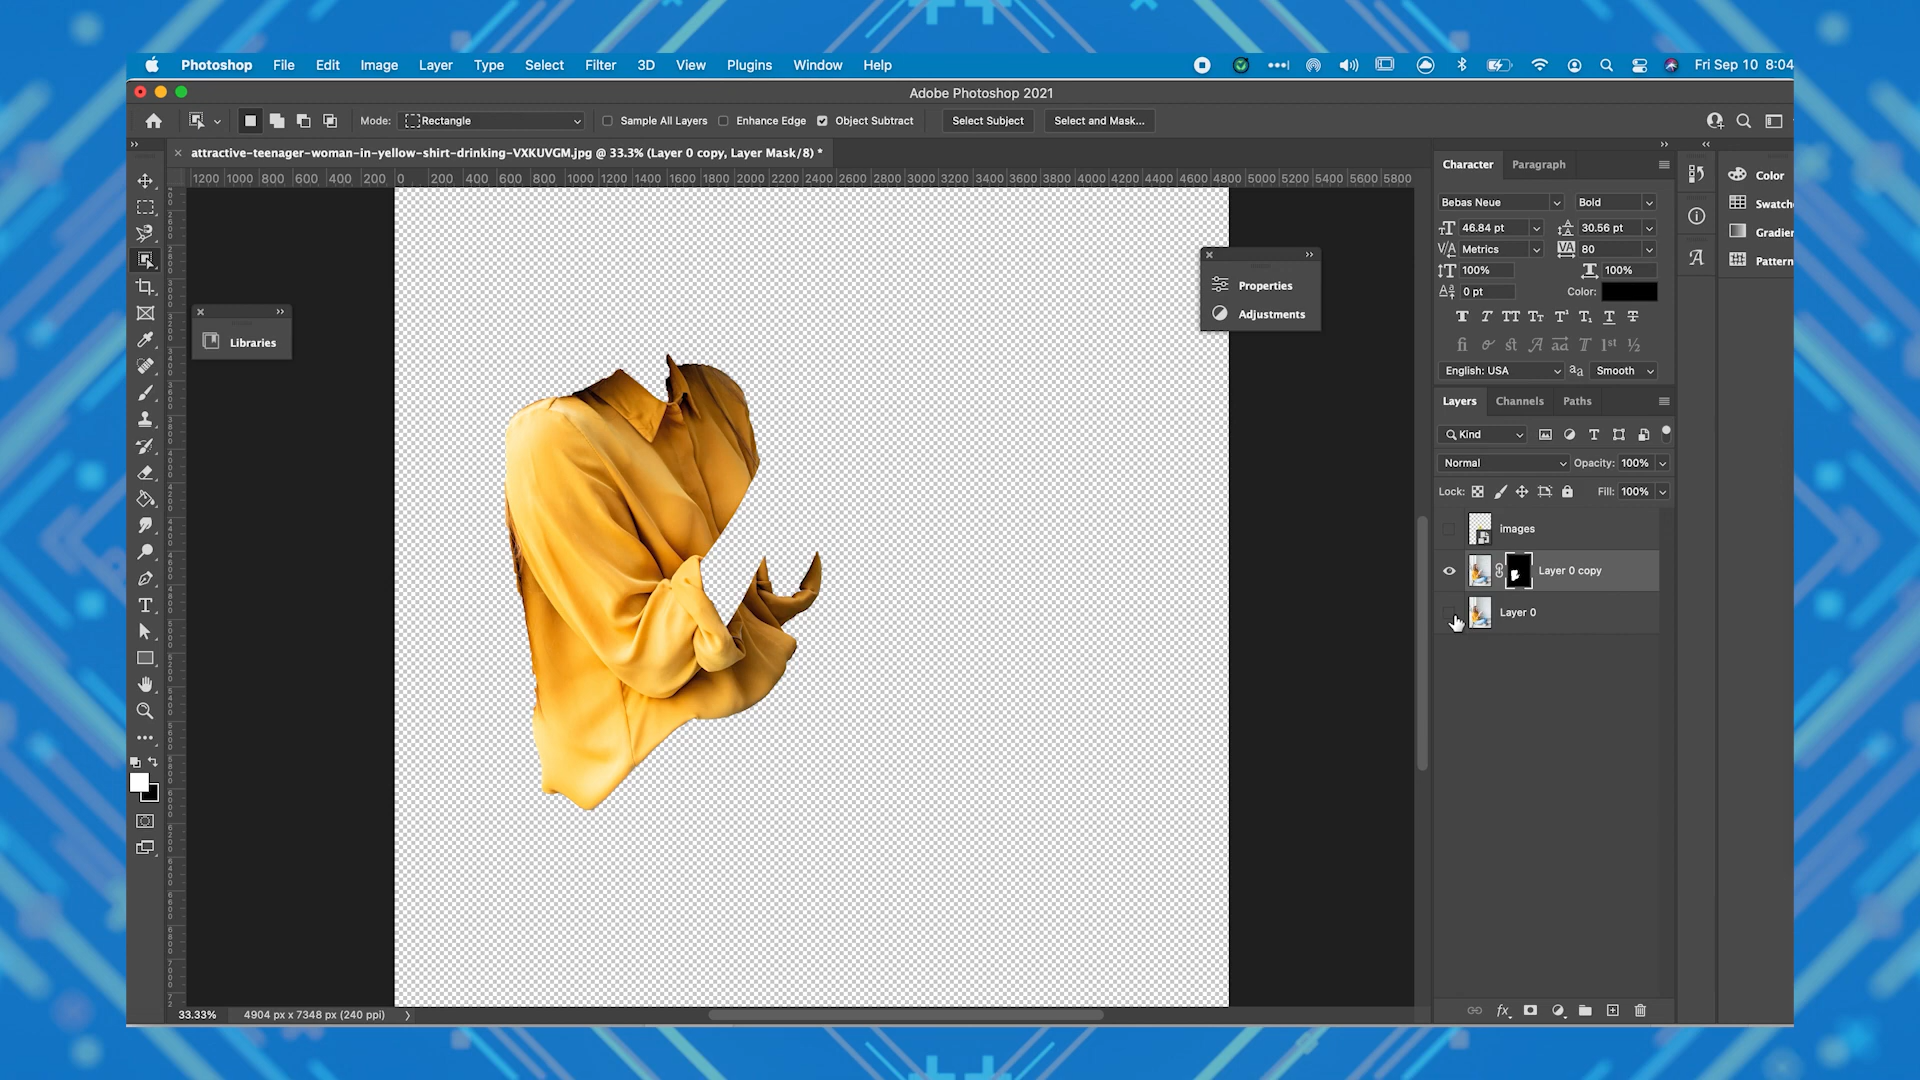 Photoshop File Edit Image Layer Type Select Filter 3D View Plugins Window Help Fri Sep 10 8:04
Adobe Photoshop 2021
Mode: Rectangle Sample All Layers Enhance Edge Object Subtract Select Subject Select and Mask...
attractive-teenager-woman-in-yellow-shirt-drinking-VXKUVGM.jpg @ 33.3% (Layer 0 copy, Layer Mask/8) *
1200 1000 800 600 400 200 0 200 400 600 800 1000 1200 1400 1600 1800 2000 2200 2400 2600 2800 3000 3200 3400 3600 3800 4000 4200 4400 4600 4800 5000 5200 5400 5600 5800
Libraries
Properties
Adjustments
Character Paragraph
Bebas Neue Bold
46.84 pt 30.56 pt
Metrics 80
100% 100%
0 pt Color:
English: USA Smooth
Layers Channels Paths
Kind
Normal Opacity: 100%
Lock: Fill: 100%
images
Layer 0 copy
Layer 0
Color
Swatche
Gradien
Pattern
33.33% 4904 px x 7348 px (240 ppi)